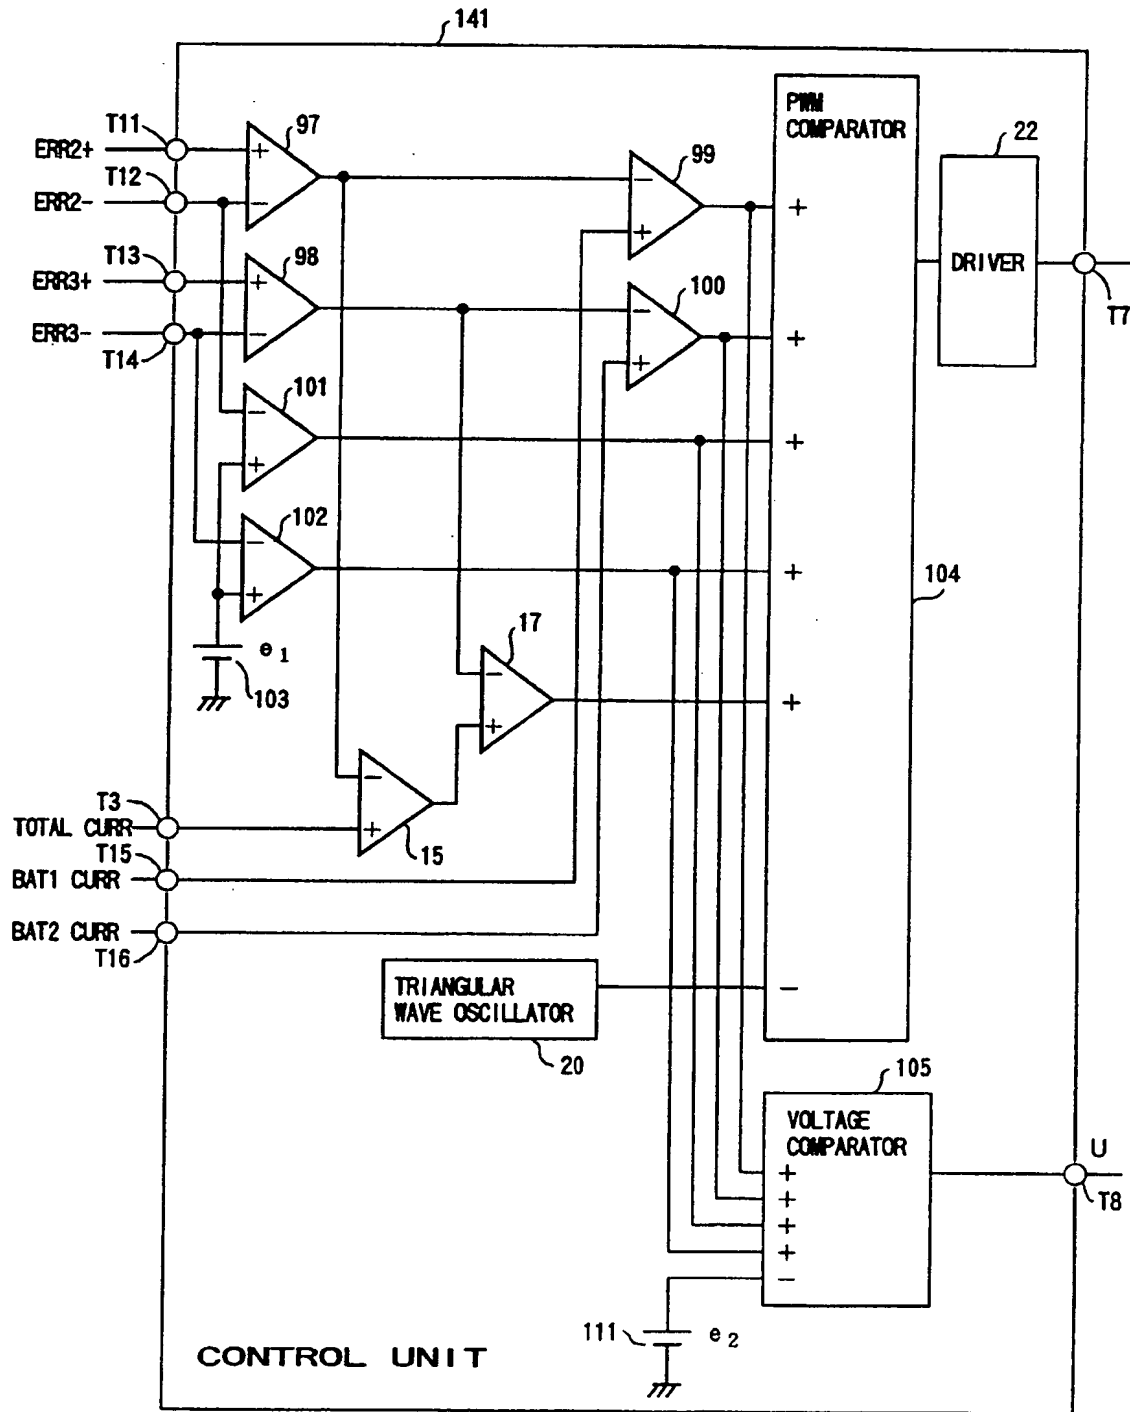 141
T11
97
PWM
COMPARATOR
22
ERR2+
+
99
T12
−
+
ERR2-
−
+
T13
98
DRIVER
ERR3+
+
100
T7
−
+
ERR3-
−
T14
+
101
−
+
+
102
−
+
104
+
17
e1
103
−
+
+
T3
−
TOTAL CURR
+
T15
15
BAT1 CURR
BAT2 CURR
T16
TRIANGULAR
WAVE OSCILLATOR
−
20
105
VOLTAGE
COMPARATOR
U
+
T8
+
+
+
−
111
e2
CONTROL UNIT